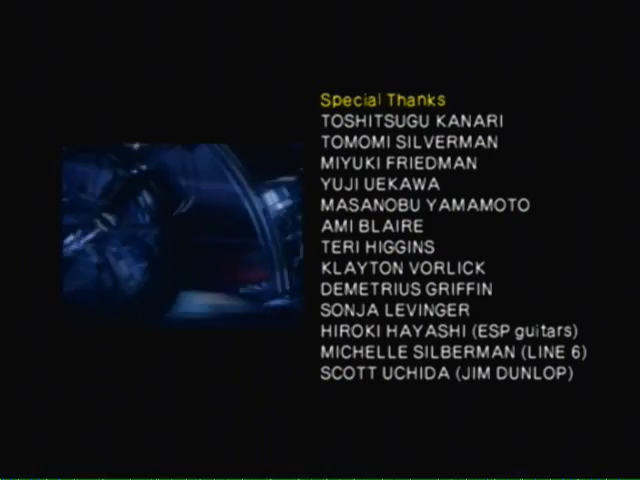 Special Thanks
TOSHITSUGU KANARI
TOMOMI SILVERMAN
MIYUKI FRIEDMAN
YUJI UEKAWA
MASANOBU YAMAMOTO
AMI BLAIRE
TERI HIGGINS
KLAYTON VORLICK
DEMETRIUS GRIFFIN
SONJA LEVINGER
HIROKI HAYASHI (ESP guitars)
MICHELLE SILBERMAN (LINE 6)
SCOTT UCHIDA (JIM DUNLOP)